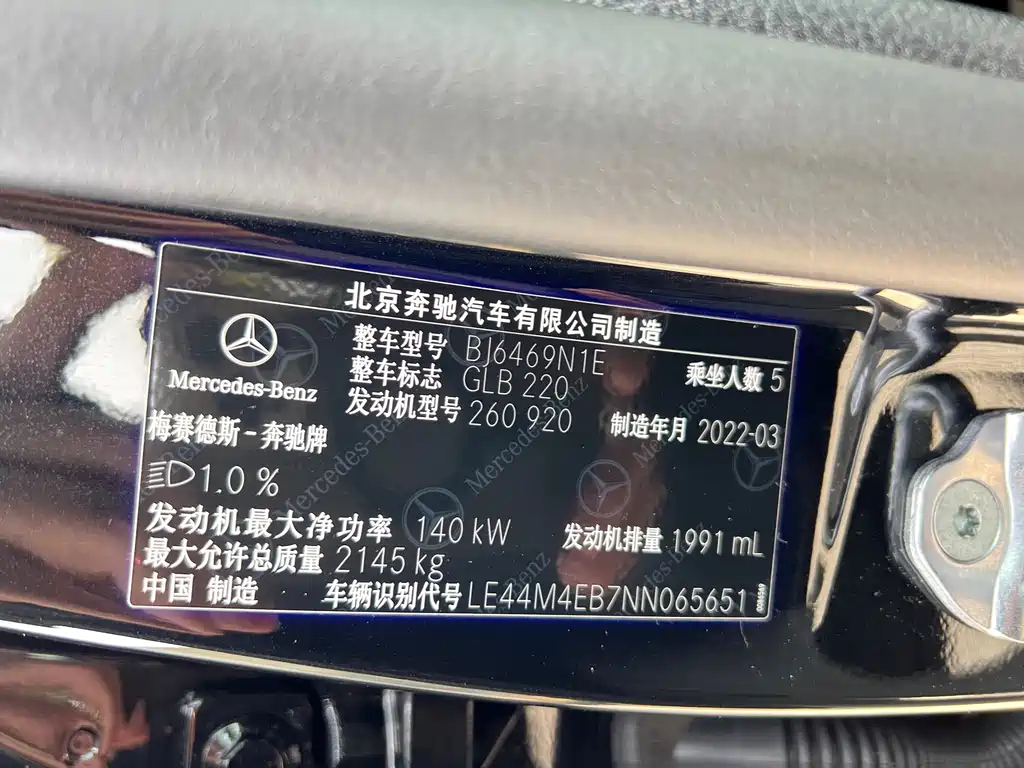 北京奔驰汽车有限公司制造
Mercedes-Benz
整车型号 BJ6469N1E
整车标志 GLB 220
乘坐人数 5
发动机型号 260 920
制造年月 2022-03
梅赛德斯-奔驰牌
1.0 %
发动机最大净功率 140 kW
发动机排量 1991 mL
最大允许总质量 2145 kg
中国 制造
车辆识别代号 LE44M4EB7NN065651